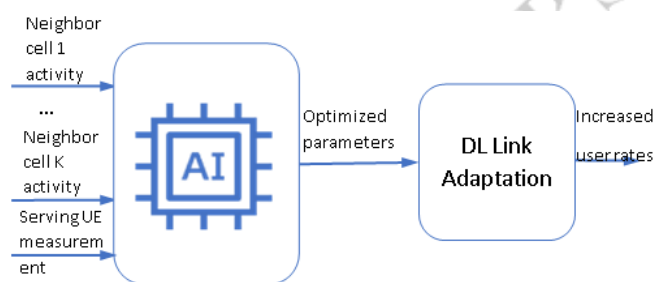 Neighbor
cell 1
activity
...
Neighbor
cell K
activity
Serving UE
measurem
ent
AI
Optimized
parameters
DL Link
Adaptation
Increased
user rates